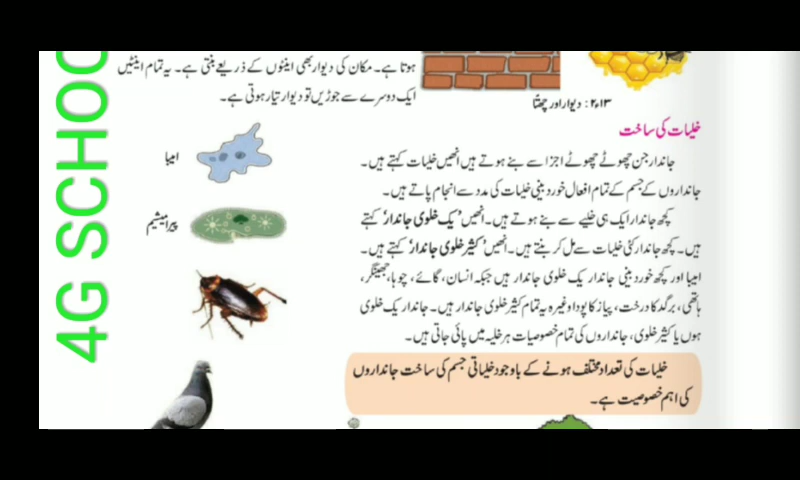 4G SCHOO
ہوتا ہے۔ مکان کی دیوار بھی اینٹوں کے ذریعے بنتی ہے۔ یہ تمام اینٹیں
ایک دوسرے سے جوڑیں تو دیوار تیار ہوتی ہے۔
۲ء۱۳ : دیوار اور چھتّا
خلیات کی ساخت
جاندار جن چھوٹے چھوٹے اجزا سے بنے ہوتے ہیں انھیں خلیات کہتے ہیں۔
جانداروں کے جسم کے تمام افعال خوردبینی خلیات کی مدد سے انجام پاتے ہیں۔
کچھ جاندار ایک ہی خلیے سے بنے ہوتے ہیں۔ انھیں 'یک خلوی جاندار' کہتے
ہیں۔ کچھ جاندار کئی خلیات سے مل کر بنتے ہیں۔ انھیں 'کثیر خلوی جاندار' کہتے ہیں۔
امیبا اور کچھ خوردبینی جاندار یک خلوی جاندار ہیں جبکہ انسان، گائے، چوہا، جھینگر،
ہاتھی، برگد کا درخت، پیاز کا پودا وغیرہ یہ تمام کثیر خلوی جاندار ہیں۔ جاندار یک خلوی
ہوں یا کثیر خلوی، جانداروں کی تمام خصوصیات ہر خلیہ میں پائی جاتی ہیں۔
امیبا
پیرامیشیم
خلیات کی تعداد مختلف ہونے کے باوجود خلیاتی جسم کی ساخت جانداروں
کی اہم خصوصیت ہے۔